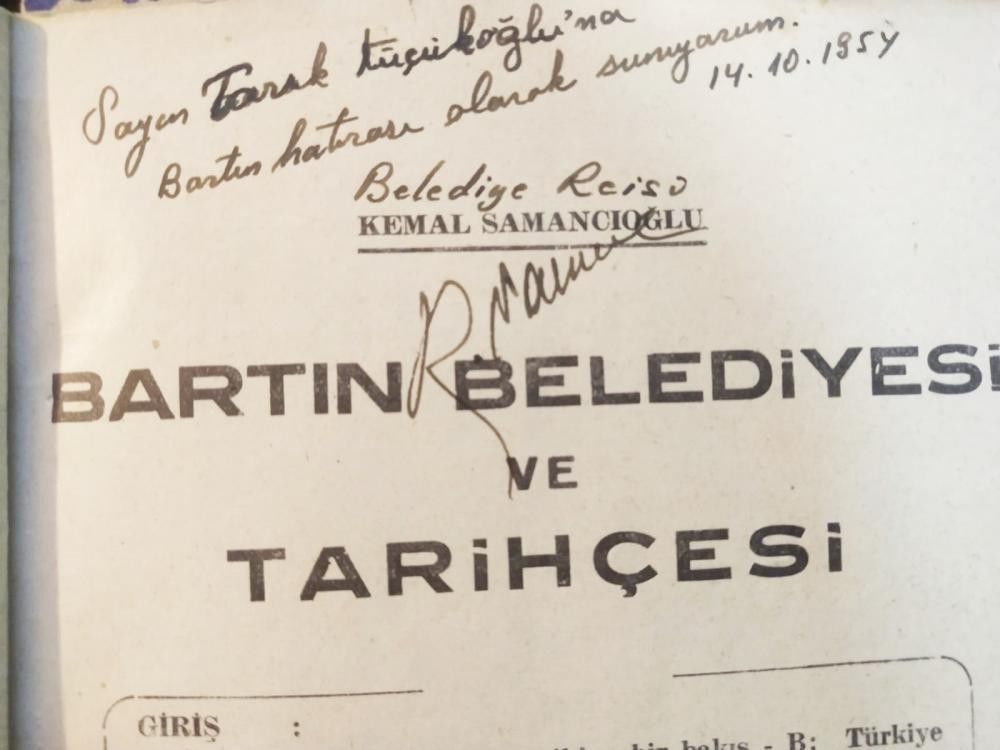 Sayın Tarık Küçükoğlu'na
Bartın hatırası olarak sunuyorum.
14.10.1954
Belediye Reisi
KEMAL SAMANCIOĞLU
BARTIN BELEDİYESİ
VE
TARİHÇESİ
GİRİŞ :
bir bakış - B: Türkiye